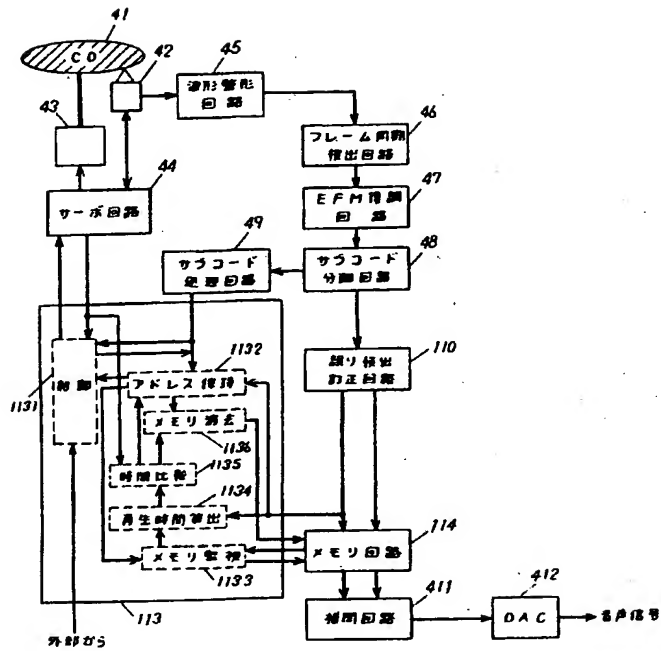 41
CD
42
45
波形整形
回路
43
46
フレーム同期
検出回路
44
47
EFM復調
回路
サーボ回路
49
48
サブコード
処理回路
サブコード
分離回路
1132
110
1131
制御
アドレス保持
誤り検出
訂正回路
メモリ消去
1136
1135
時間比較
1134
再生時間算出
114
メモリ回路
メモリ監視
1133
411
412
補間回路
DAC
音声信号
113
外部から